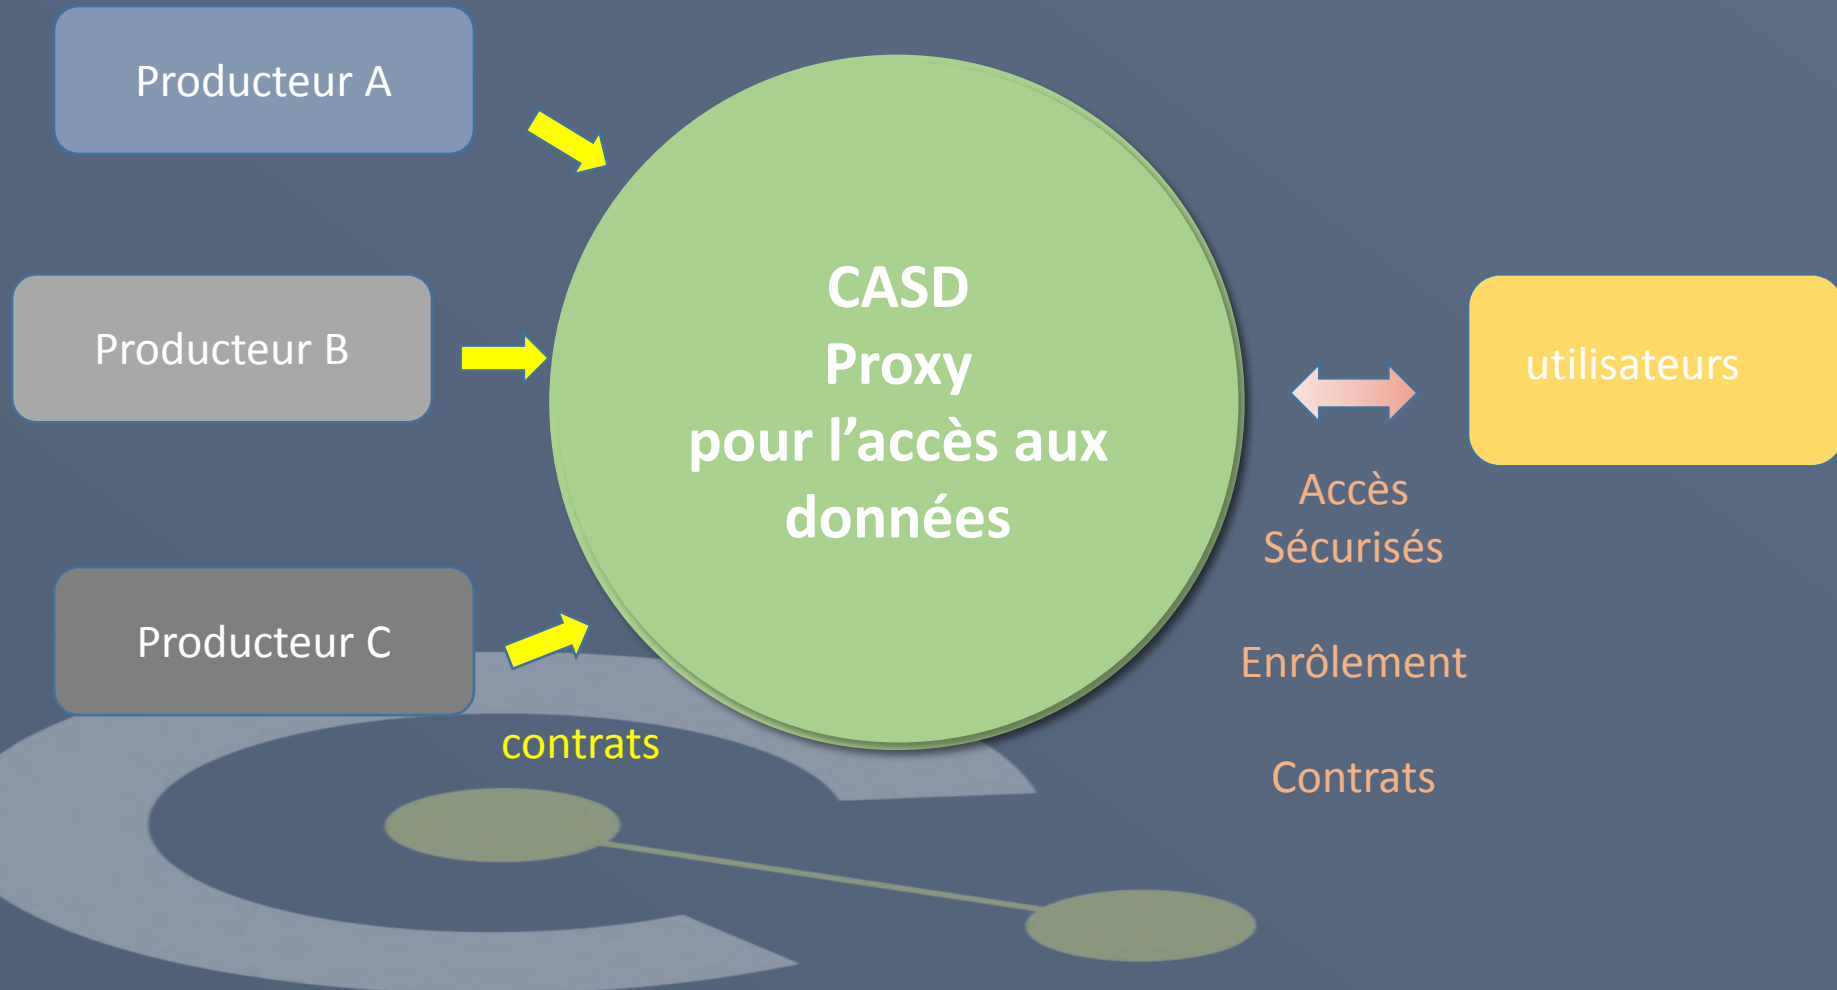 Producteur A
Producteur B
Producteur C
contrats
CASD
Proxy
pour l’accès aux
données
utilisateurs
Accès
Sécurisés
Enrôlement
Contrats